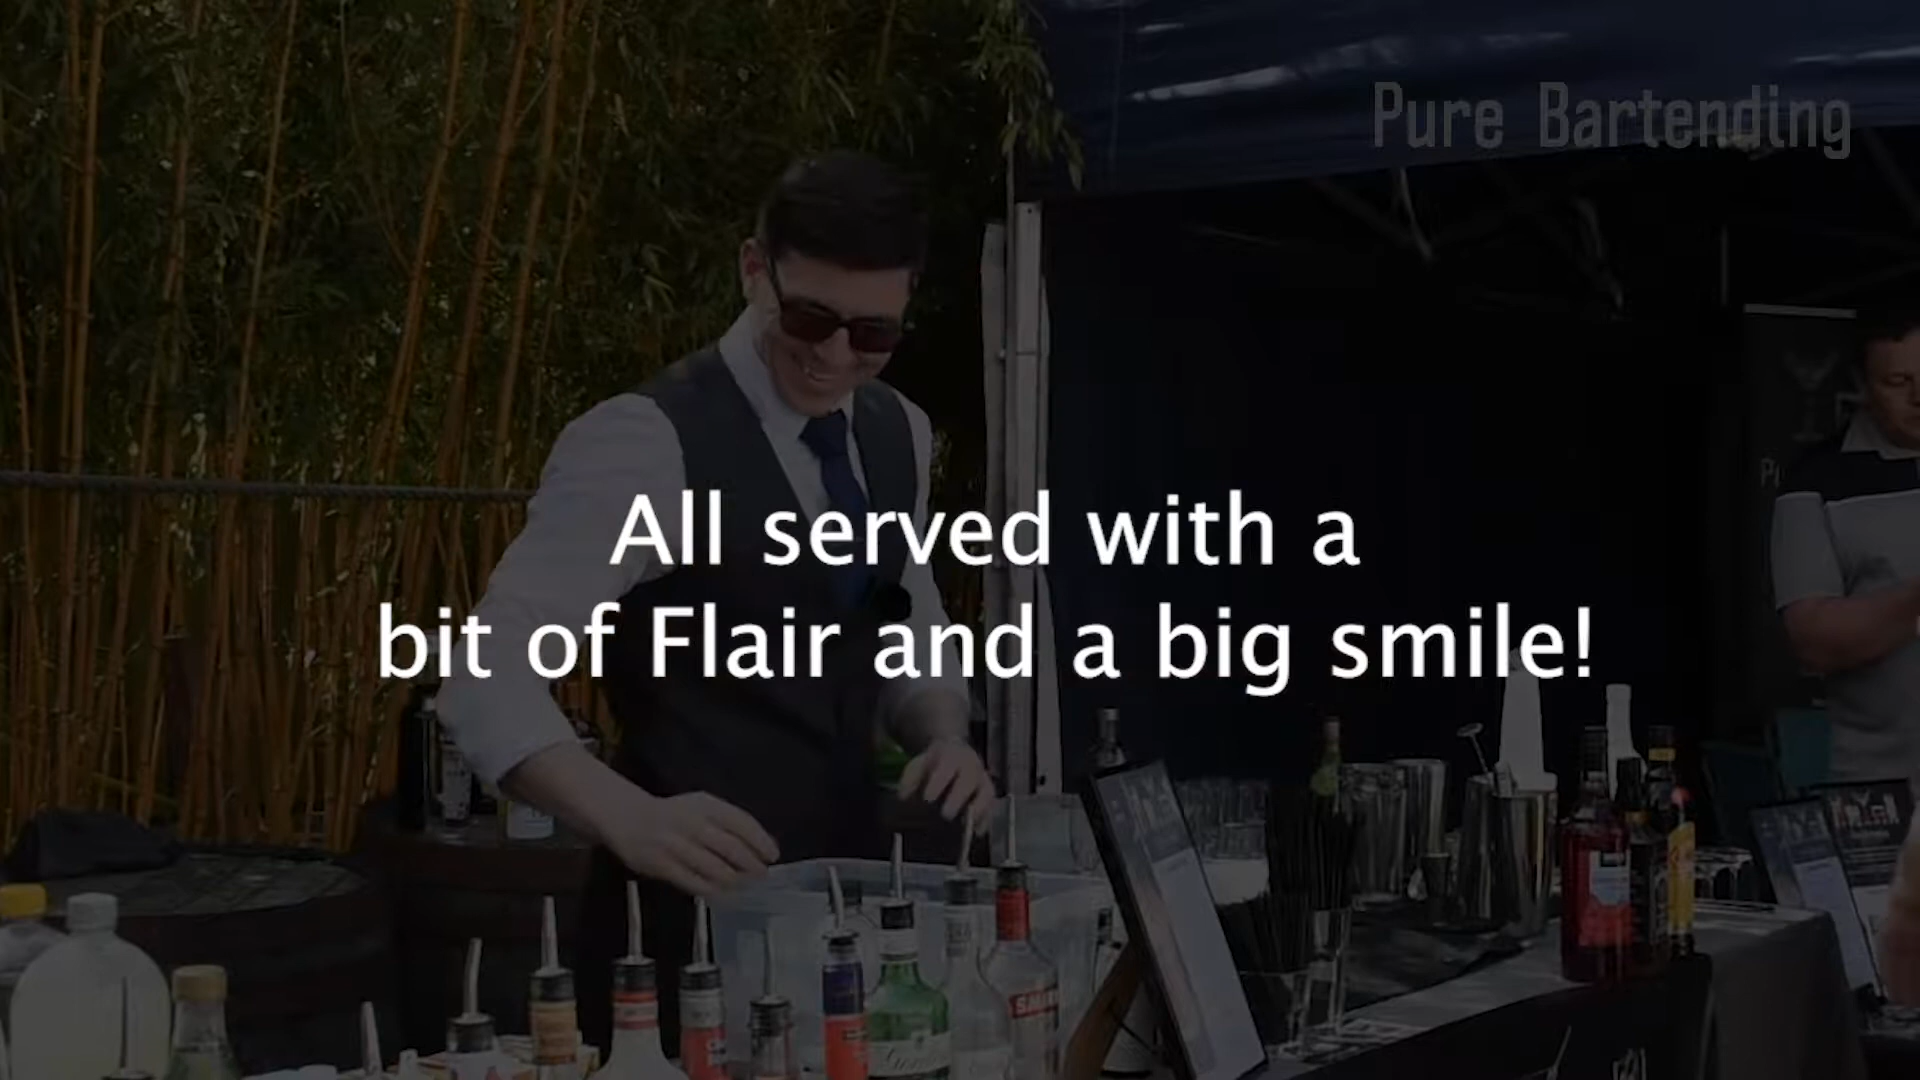 Pure Bartending
All served with a
bit of Flair and a big smile!